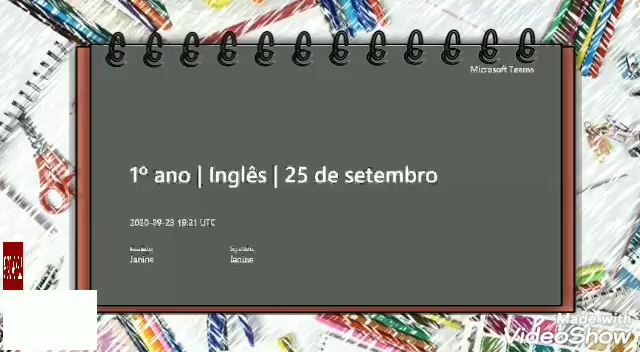 Microsoft Teams
1º ano | Inglês | 25 de setembro
2020-09-23 18:21 UTC
Janine
Janine
Made with
VideoShow